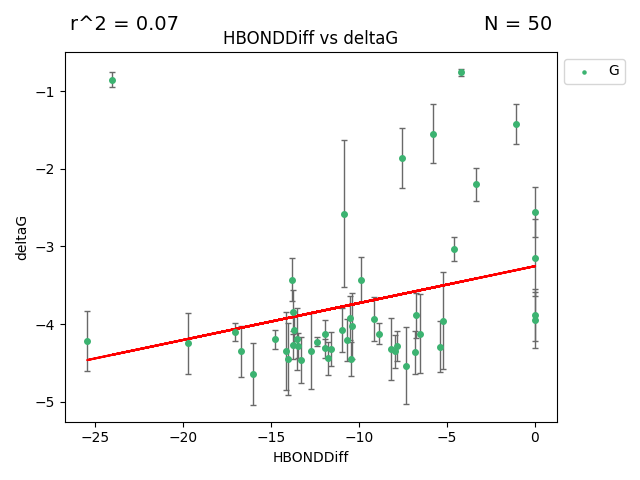 r^2 = 0.07
N = 50
HBONDDiff vs deltaG
G
−1
−2
−3
−4
−5
deltaG
−25
−20
−15
−10
−5
0
HBONDDiff